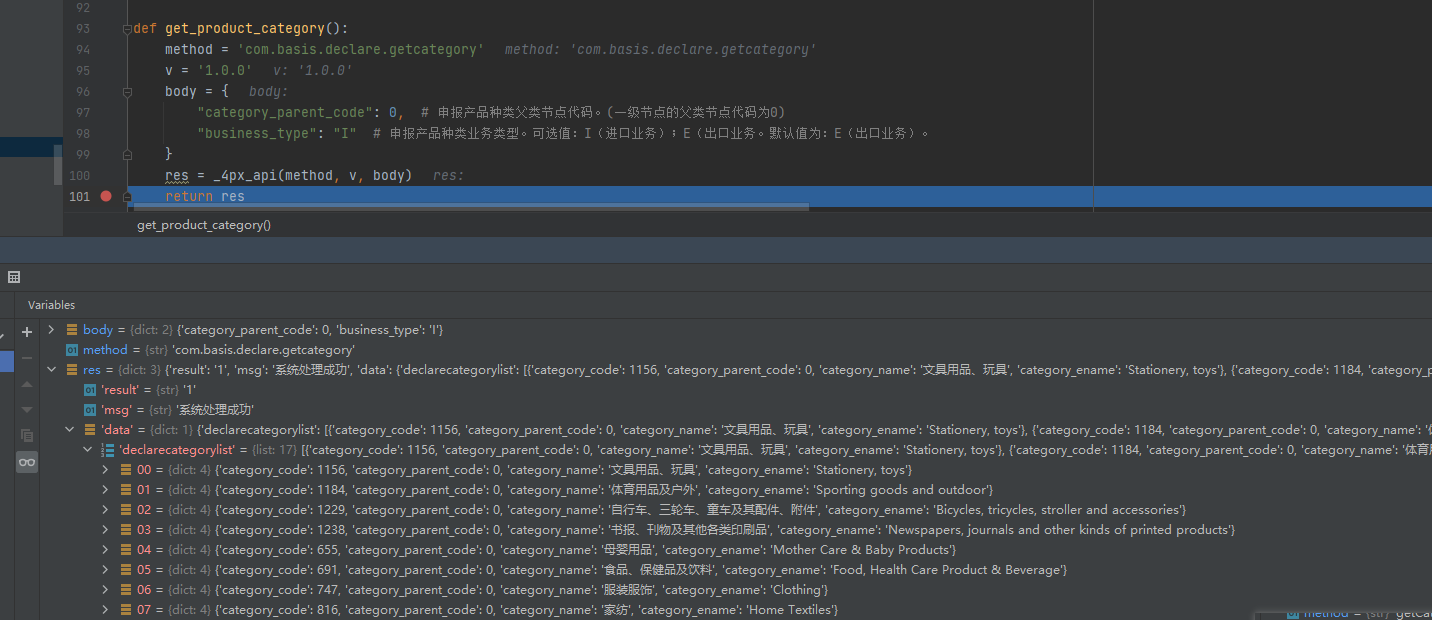 92
93 def get_product_category():
94 method = 'com.basis.declare.getcategory' method: 'com.basis.declare.getcategory'
95 v = '1.0.0' v: '1.0.0'
96 body = { body:
97 "category_parent_code": 0, # 申报产品种类父类节点代码。(一级节点的父类节点代码为0)
98 "business_type": "I" # 申报产品种类业务类型。可选值：I（进口业务）；E（出口业务。默认值为：E（出口业务）。
99 }
100 res = _4px_api(method, v, body) res:
101 return res
get_product_category()
Variables
body = {dict: 2} {'category_parent_code': 0, 'business_type': 'I'}
method = {str} 'com.basis.declare.getcategory'
res = {dict: 3} {'result': '1', 'msg': '系统处理成功', 'data': {'declarecategorylist': [{'category_code': 1156, 'category_parent_code': 0, 'category_name': '文具用品、玩具', 'category_ename': 'Stationery, toys'}, {'category_code': 1184, 'category_p
'result' = {str} '1'
'msg' = {str} '系统处理成功'
'data' = {dict: 1} {'declarecategorylist': [{'category_code': 1156, 'category_parent_code': 0, 'category_name': '文具用品、玩具', 'category_ename': 'Stationery, toys'}, {'category_code': 1184, 'category_parent_code': 0, 'category_name': '
'declarecategorylist' = {list: 17} [{'category_code': 1156, 'category_parent_code': 0, 'category_name': '文具用品、玩具', 'category_ename': 'Stationery, toys'}, {'category_code': 1184, 'category_parent_code': 0, 'category_name': '体育用
00 = {dict: 4} {'category_code': 1156, 'category_parent_code': 0, 'category_name': '文具用品、玩具', 'category_ename': 'Stationery, toys'}
01 = {dict: 4} {'category_code': 1184, 'category_parent_code': 0, 'category_name': '体育用品及户外', 'category_ename': 'Sporting goods and outdoor'}
02 = {dict: 4} {'category_code': 1229, 'category_parent_code': 0, 'category_name': '自行车、三轮车、童车及其配件、附件', 'category_ename': 'Bicycles, tricycles, stroller and accessories'}
03 = {dict: 4} {'category_code': 1238, 'category_parent_code': 0, 'category_name': '书报、刊物及其他各类印刷品', 'category_ename': 'Newspapers, journals and other kinds of printed products'}
04 = {dict: 4} {'category_code': 655, 'category_parent_code': 0, 'category_name': '母婴用品', 'category_ename': 'Mother Care & Baby Products'}
05 = {dict: 4} {'category_code': 691, 'category_parent_code': 0, 'category_name': '食品、保健品及饮料', 'category_ename': 'Food, Health Care Product & Beverage'}
06 = {dict: 4} {'category_code': 747, 'category_parent_code': 0, 'category_name': '服装服饰', 'category_ename': 'Clothing'}
07 = {dict: 4} {'category_code': 816, 'category_parent_code': 0, 'category_name': '家纺', 'category_ename': 'Home Textiles'}
method = {str}